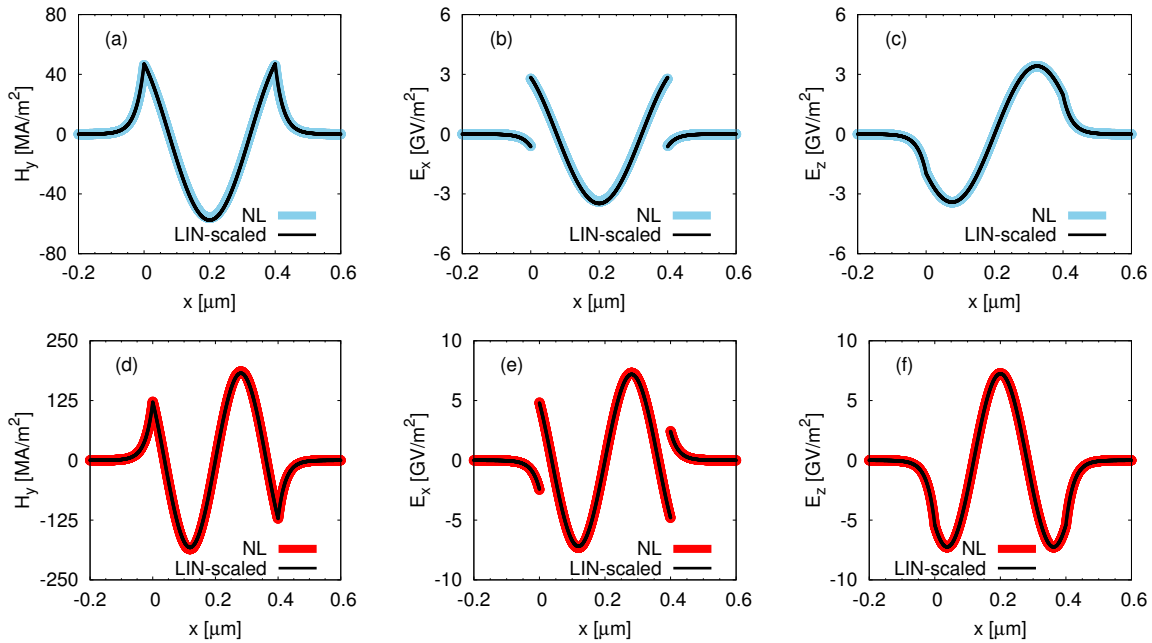 (a)
H_y [MA/m²]
80
40
0
-40
-80
NL
LIN-scaled
-0.2 0 0.2 0.4 0.6
x [μm]
(b)
E_x [GV/m²]
6
3
0
-3
-6
NL
LIN-scaled
-0.2 0 0.2 0.4 0.6
x [μm]
(c)
E_z [GV/m²]
6
3
0
-3
-6
NL
LIN-scaled
-0.2 0 0.2 0.4 0.6
x [μm]
(d)
H_y [MA/m²]
250
125
0
-125
-250
NL
LIN-scaled
-0.2 0 0.2 0.4 0.6
x [μm]
(e)
E_x [GV/m²]
10
5
0
-5
-10
NL
LIN-scaled
-0.2 0 0.2 0.4 0.6
x [μm]
(f)
E_z [GV/m²]
10
5
0
-5
-10
NL
LIN-scaled
-0.2 0 0.2 0.4 0.6
x [μm]